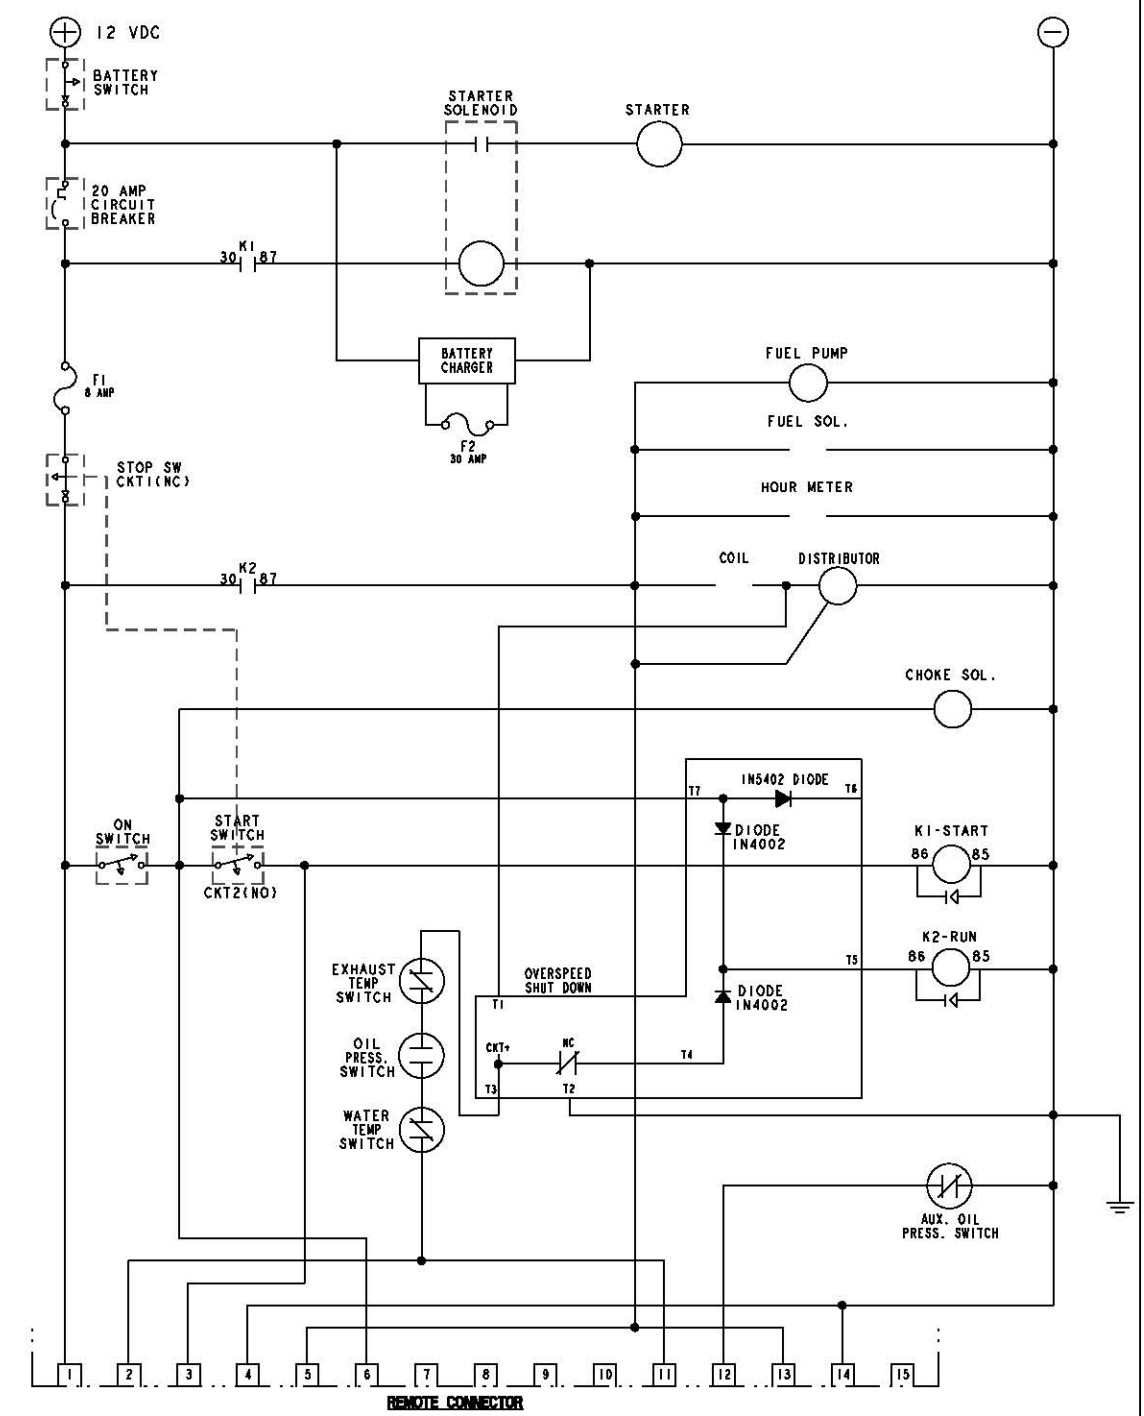 12 VDC
BATTERY
SWITCH
STARTER
SOLENOID
STARTER
20 AMP
CIRCUIT
BREAKER
K1
30 87
BATTERY
CHARGER
FUEL PUMP
F1
8 AMP
FUEL SOL.
F2
30 AMP
STOP SW
CKT1(NC)
HOUR METER
K2
30 87
COIL
DISTRIBUTOR
CHOKE SOL.
IN5402 DIODE
T7
T6
ON
SWITCH
START
SWITCH
DIODE
IN4002
K1-START
86 85
CKT2(NO)
K2-RUN
86 85
T5
EXHAUST
TEMP
SWITCH
OVERSPEED
SHUT DOWN
T1
DIODE
IN4002
OIL
PRESS.
SWITCH
CKT+
NC
T4
T3
T2
WATER
TEMP
SWITCH
AUX. OIL
PRESS. SWITCH
1 2 3 4 5 6 7 8 9 10 11 12 13 14 15
REMOTE CONNECTOR